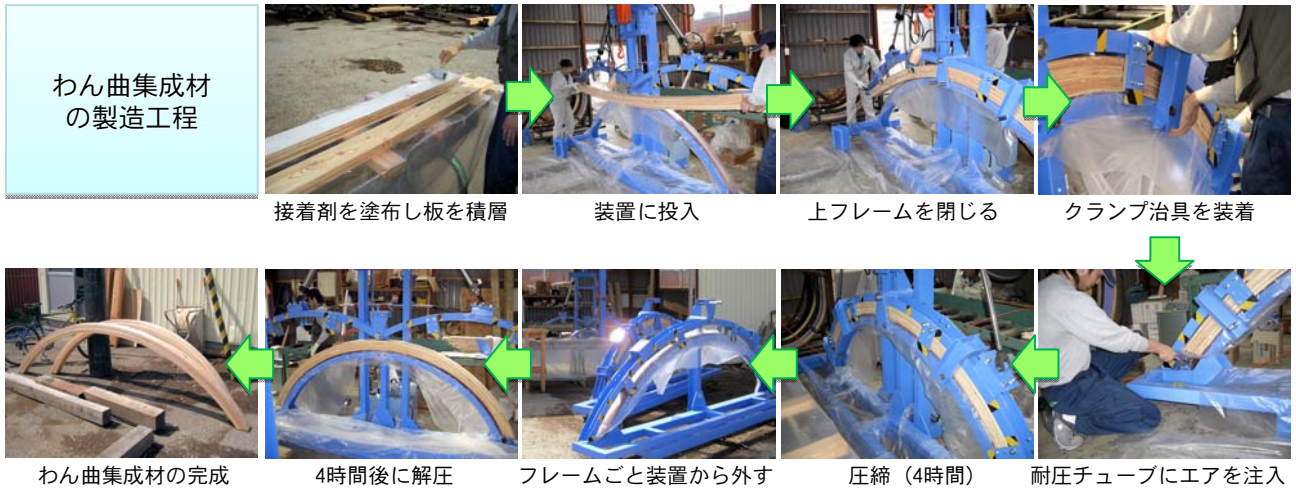 わん曲集成材
の製造工程
接着剤を塗布し板を積層
装置に投入
上フレームを閉じる
クランプ治具を装着
耐圧チューブにエアを注入
圧締（4時間）
フレームごと装置から外す
4時間後に解圧
わん曲集成材の完成